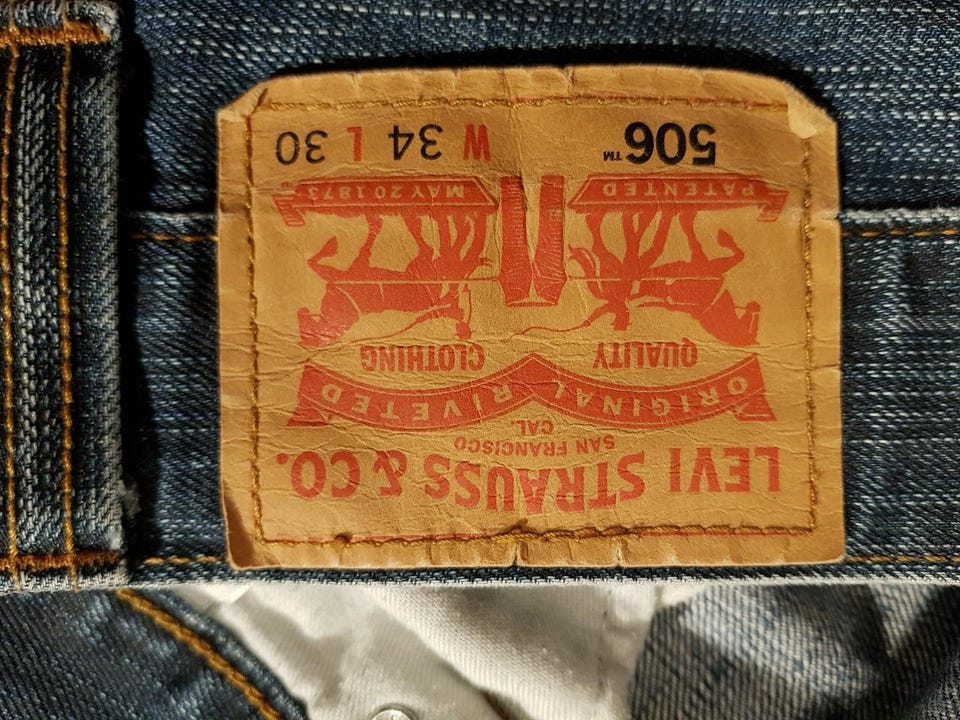 LEVI STRAUSS & CO.
SAN FRANCISCO
CAL.
ORIGINAL RIVETED
QUALITY CLOTHING
PATENTED MAY 20 1873
506™ W 34 L 30